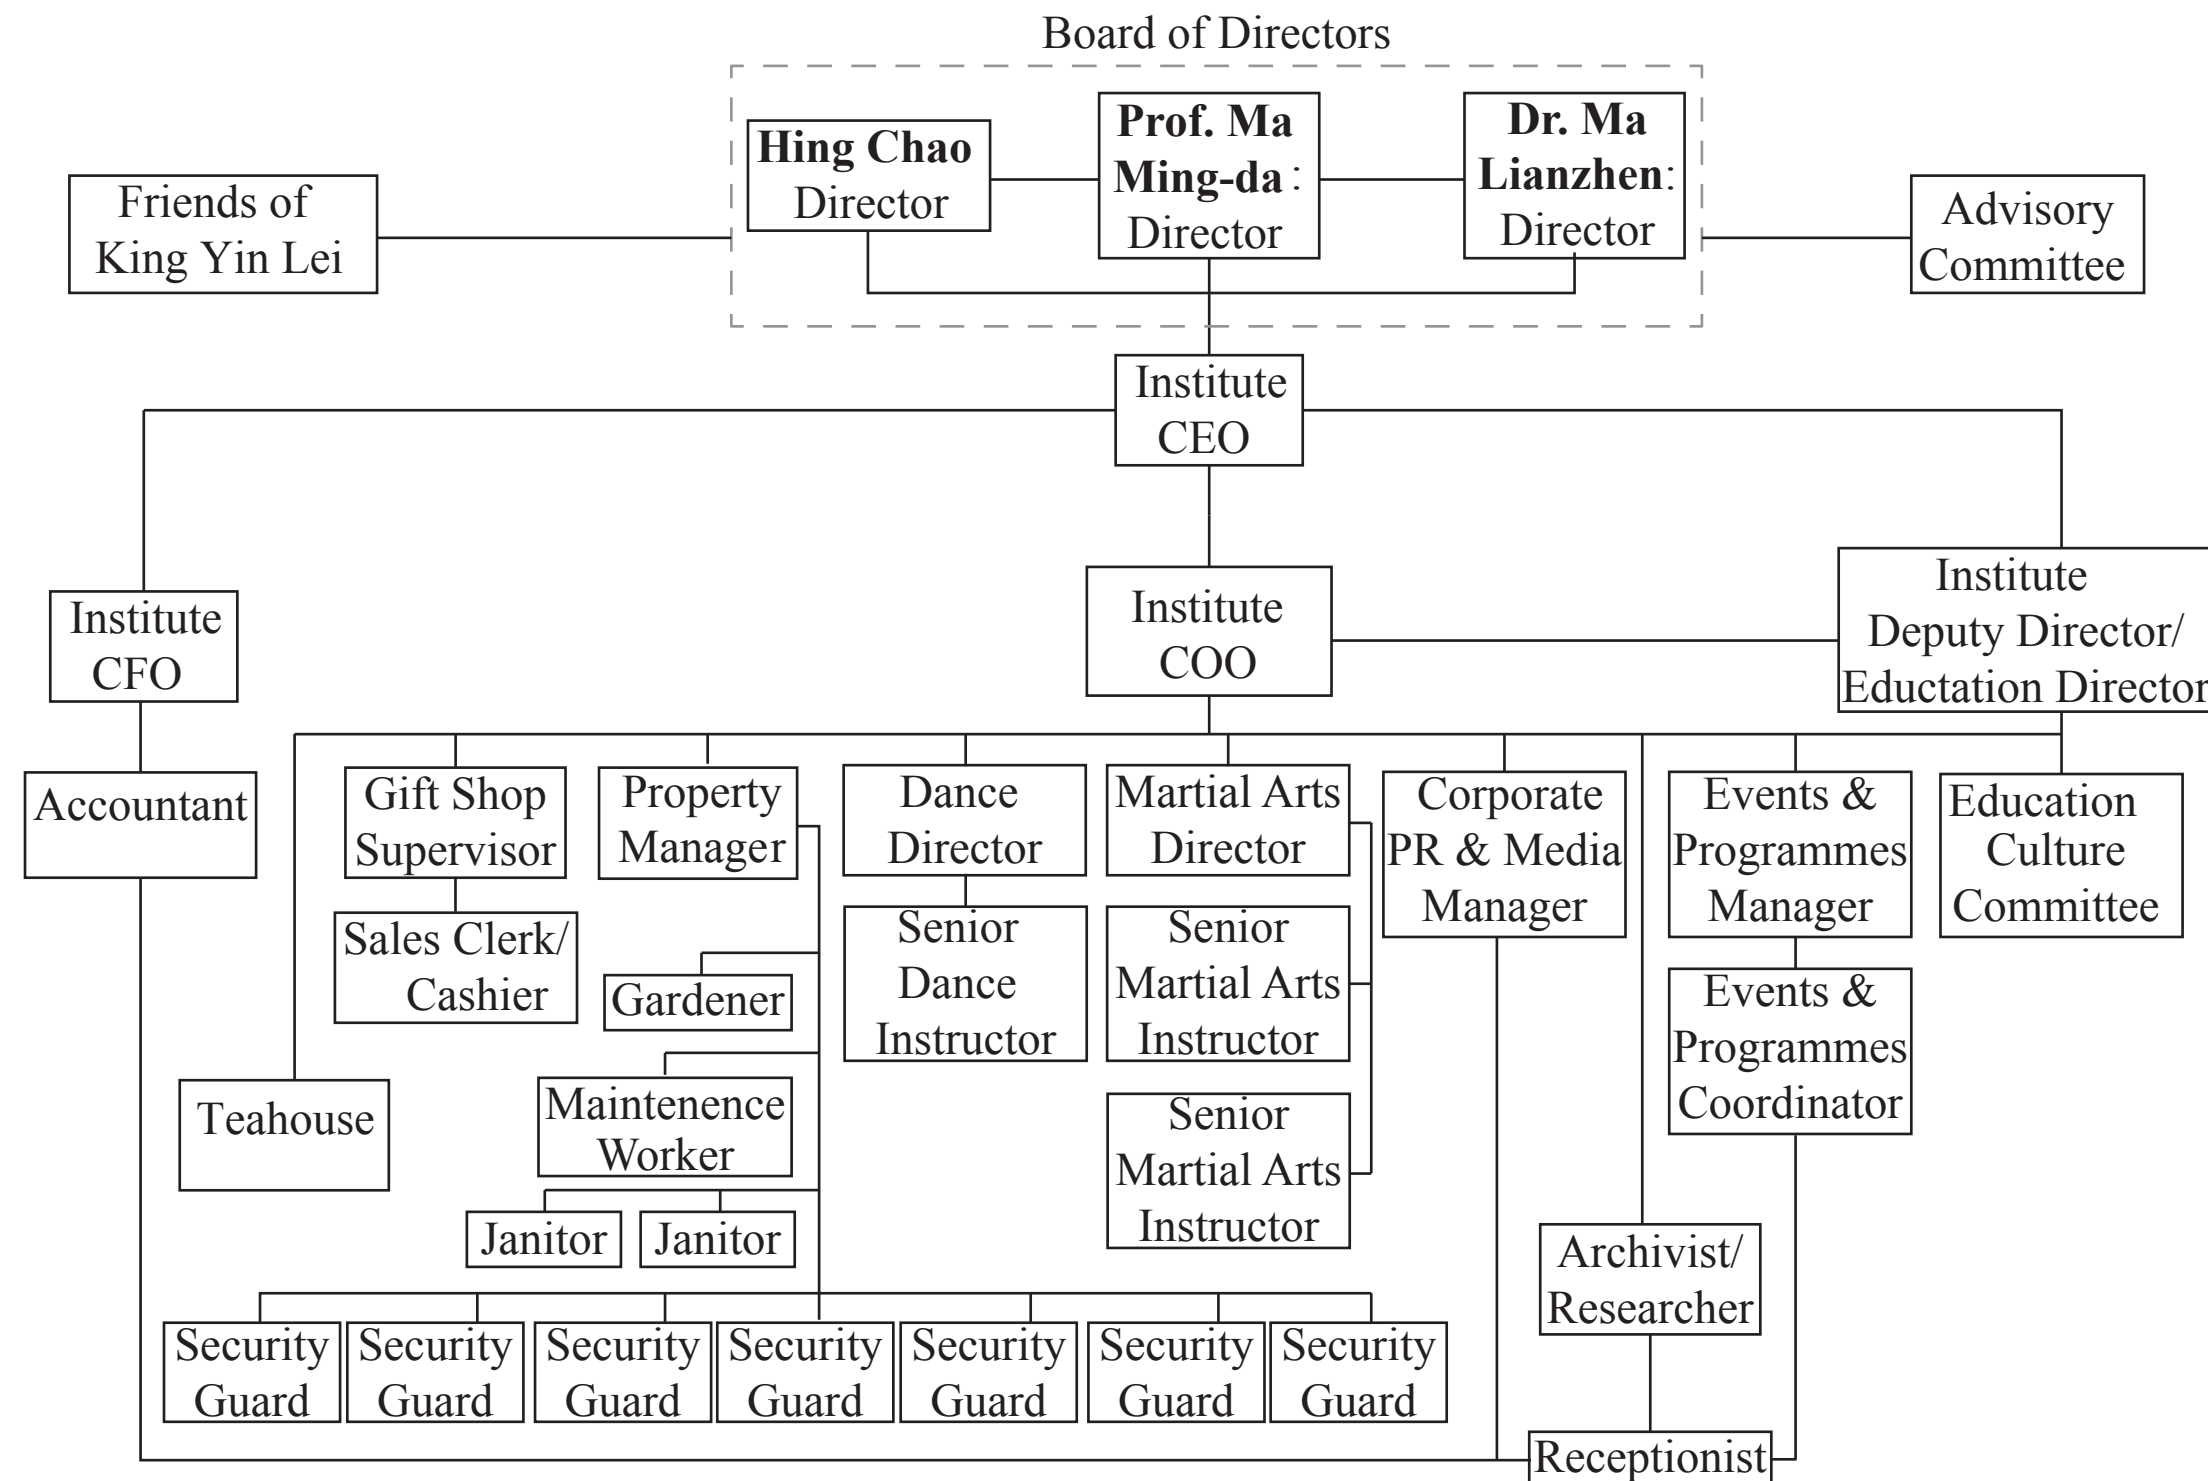 Board of Directors
Hing Chao
Director
Prof. Ma
Ming-da :
Director
Dr. Ma
Lianzhen:
Director
Friends of
King Yin Lei
Advisory
Committee
Institute
CEO
Institute
CFO
Institute
COO
Institute
Deputy Director/
Eductation Director
Accountant
Gift Shop
Supervisor
Property
Manager
Dance
Director
Martial Arts
Director
Corporate
PR & Media
Manager
Events &
Programmes
Manager
Education
Culture
Committee
Sales Clerk/
Cashier
Gardener
Senior
Dance
Instructor
Senior
Martial Arts
Instructor
Events &
Programmes
Coordinator
Teahouse
Maintenence
Worker
Senior
Martial Arts
Instructor
Janitor
Janitor
Archivist/
Researcher
Security
Guard
Security
Guard
Security
Guard
Security
Guard
Security
Guard
Security
Guard
Security
Guard
Receptionist